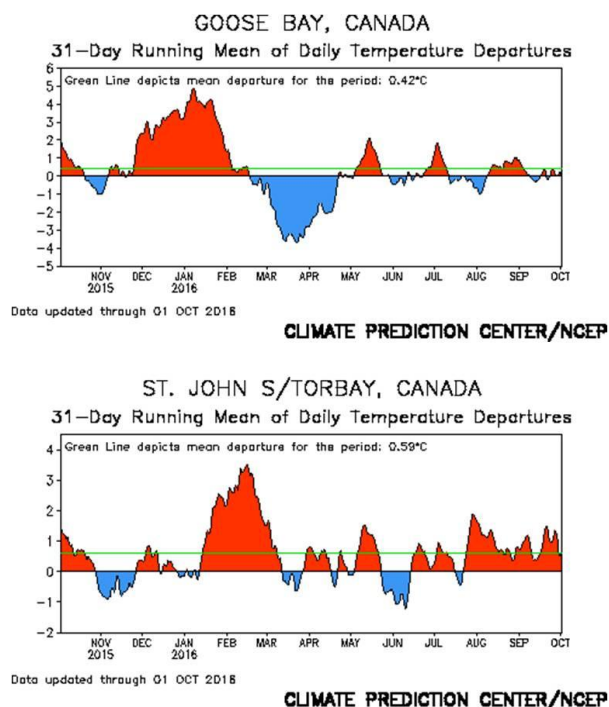 GOOSE BAY, CANADA
31-Day Running Mean of Daily Temperature Departures
Green Line depicts mean departure for the period: 0.42°C
6
5
4
3
2
1
0
-1
-2
-3
-4
-5
NOV DEC JAN FEB MAR APR MAY JUN JUL AUG SEP OCT
2015 2016
Data updated through 01 OCT 2016
CLIMATE PREDICTION CENTER/NCEP
ST. JOHN S/TORBAY, CANADA
31-Day Running Mean of Daily Temperature Departures
Green Line depicts mean departure for the period: 0.59°C
4
3
2
1
0
-1
-2
NOV DEC JAN FEB MAR APR MAY JUN JUL AUG SEP OCT
2015 2016
Data updated through 01 OCT 2016
CLIMATE PREDICTION CENTER/NCEP